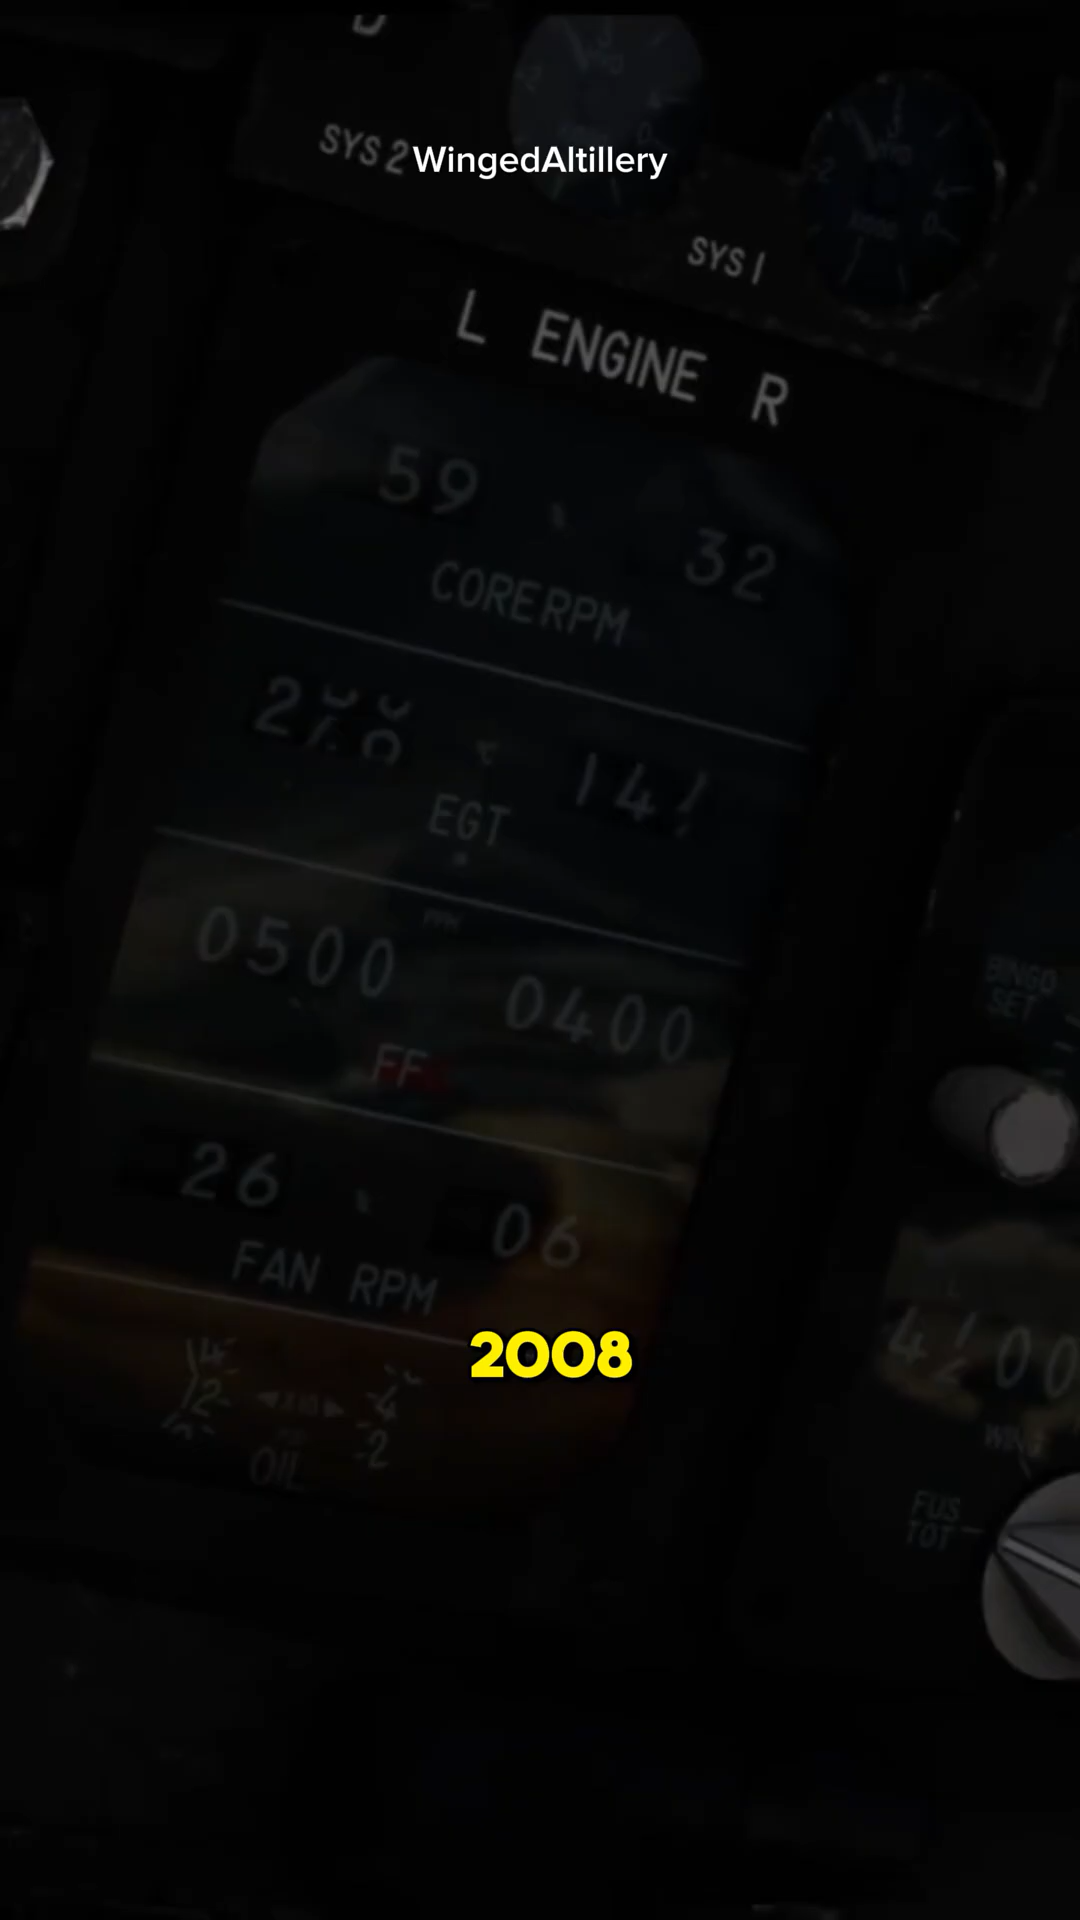 SYS 2
WingedAltillery
SYS 1
L ENGINE R
59
32
CORE RPM
EGT
0500
0400
FF
26
06
FAN RPM
2008
OIL
BINGO
SET
FUS
TOT